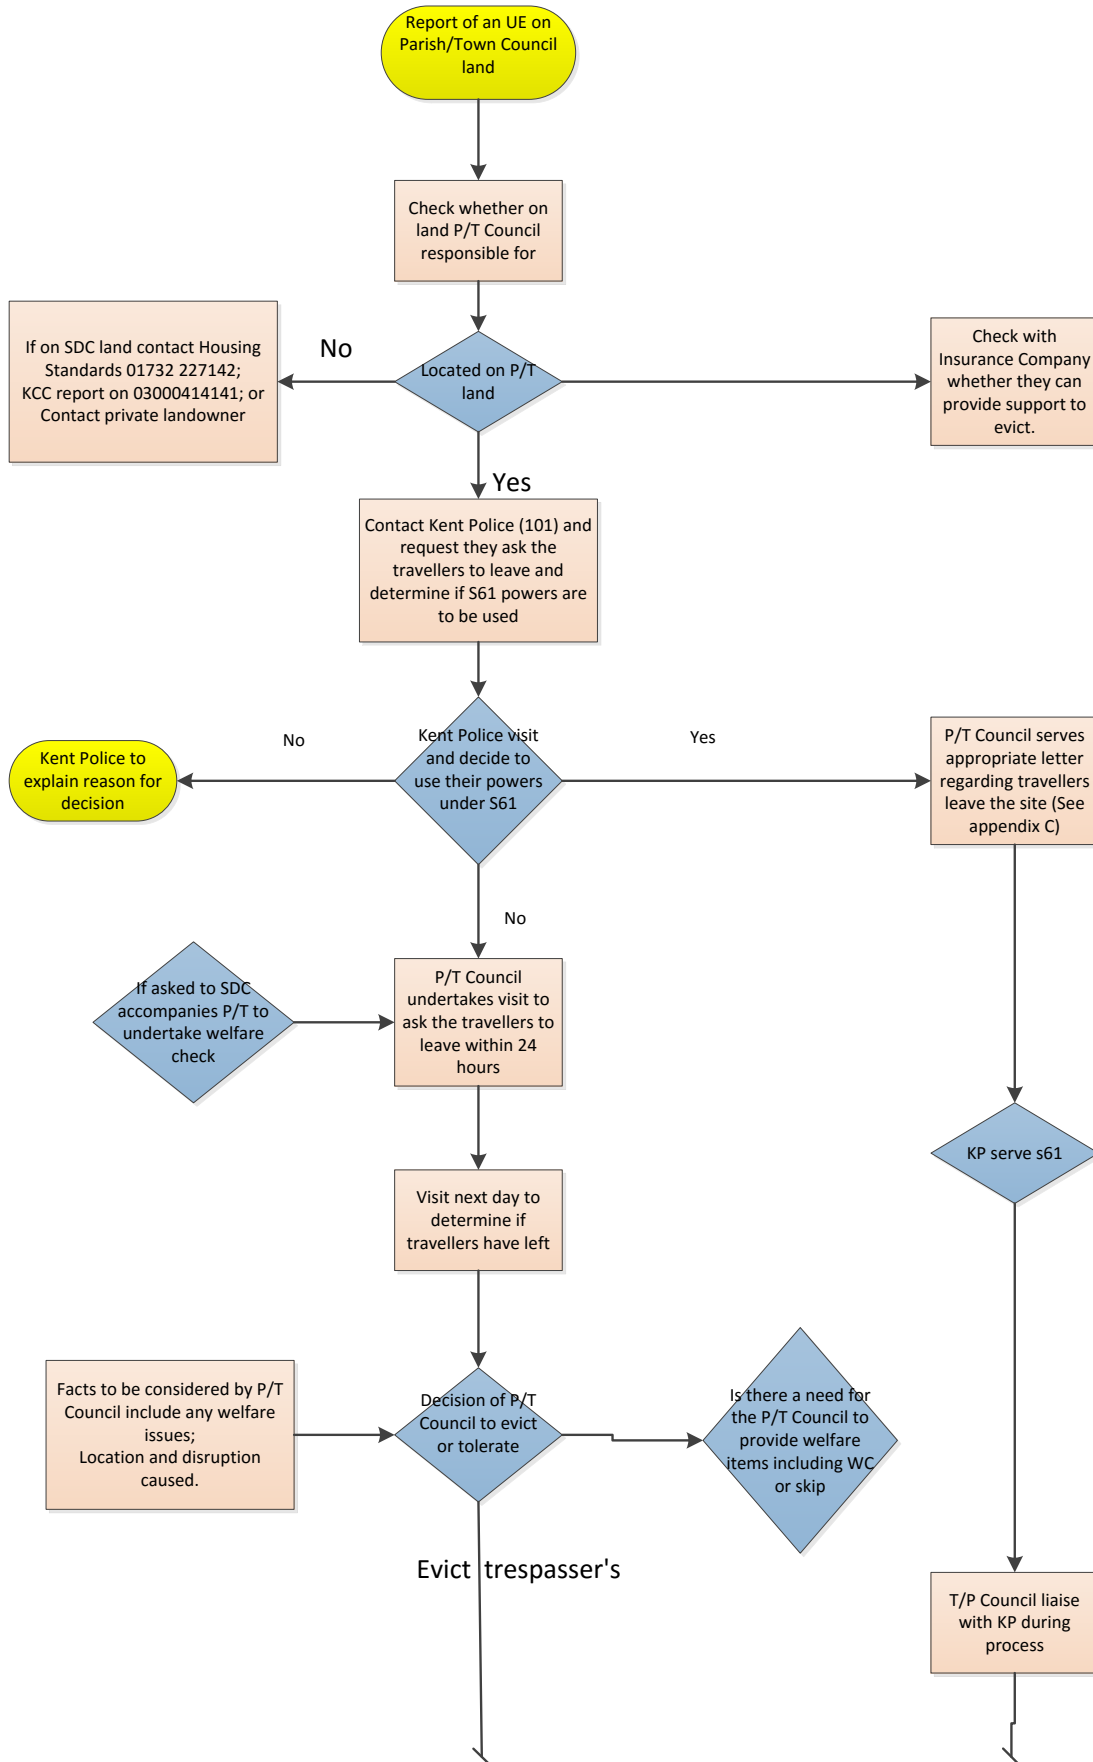 Report of an UE on
Parish/Town Council
land
Check whether on
land P/T Council
responsible for
If on SDC land contact Housing
Standards 01732 227142;
KCC report on 03000414141; or
Contact private landowner
No
Located on P/T
land
Check with
Insurance Company
whether they can
provide support to
evict.
Yes
Contact Kent Police (101) and
request they ask the
travellers to leave and
determine if S61 powers are
to be used
Kent Police to
explain reason for
decision
No
Kent Police visit
and decide to
use their powers
under S61
Yes
P/T Council serves
appropriate letter
regarding travellers
leave the site (See
appendix C)
No
If asked to SDC
accompanies P/T to
undertake welfare
check
P/T Council
undertakes visit to
ask the travellers to
leave within 24
hours
KP serve s61
Visit next day to
determine if
travellers have left
Facts to be considered by P/T
Council include any welfare
issues;
Location and disruption
caused.
Decision of P/T
Council to evict
or tolerate
Is there a need for
the P/T Council to
provide welfare
items including WC
or skip
Evict trespasser's
T/P Council liaise
with KP during
process